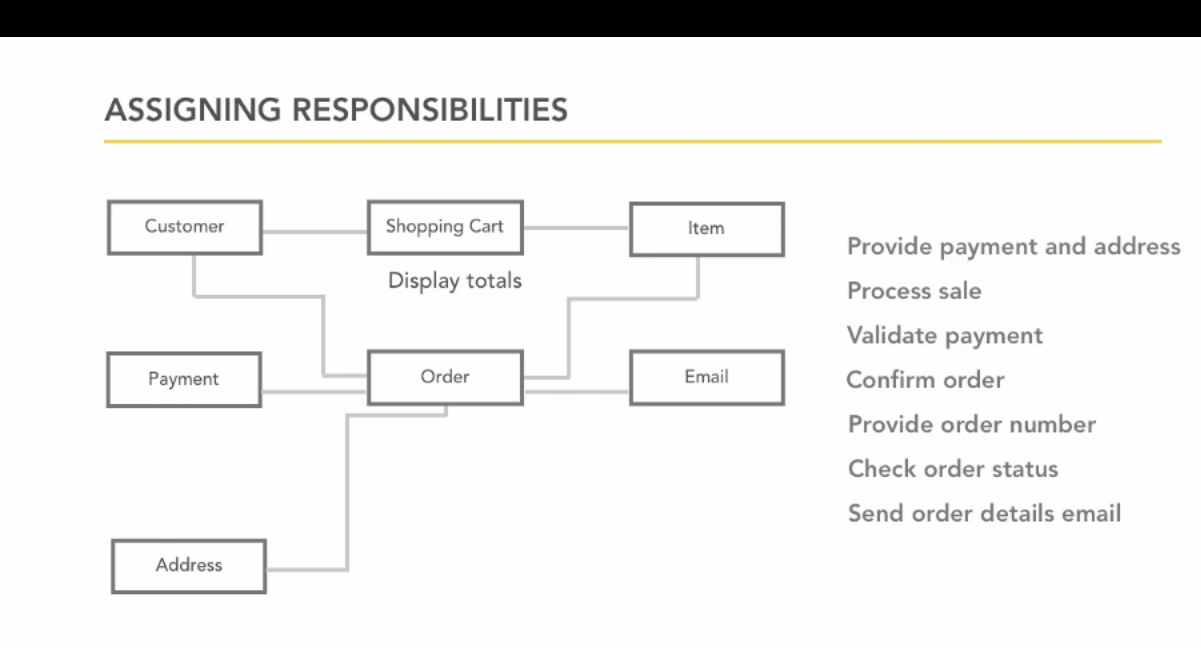 ASSIGNING RESPONSIBILITIES
Customer
Shopping Cart
Item
Display totals
Payment
Order
Email
Address
Provide payment and address
Process sale
Validate payment
Confirm order
Provide order number
Check order status
Send order details email